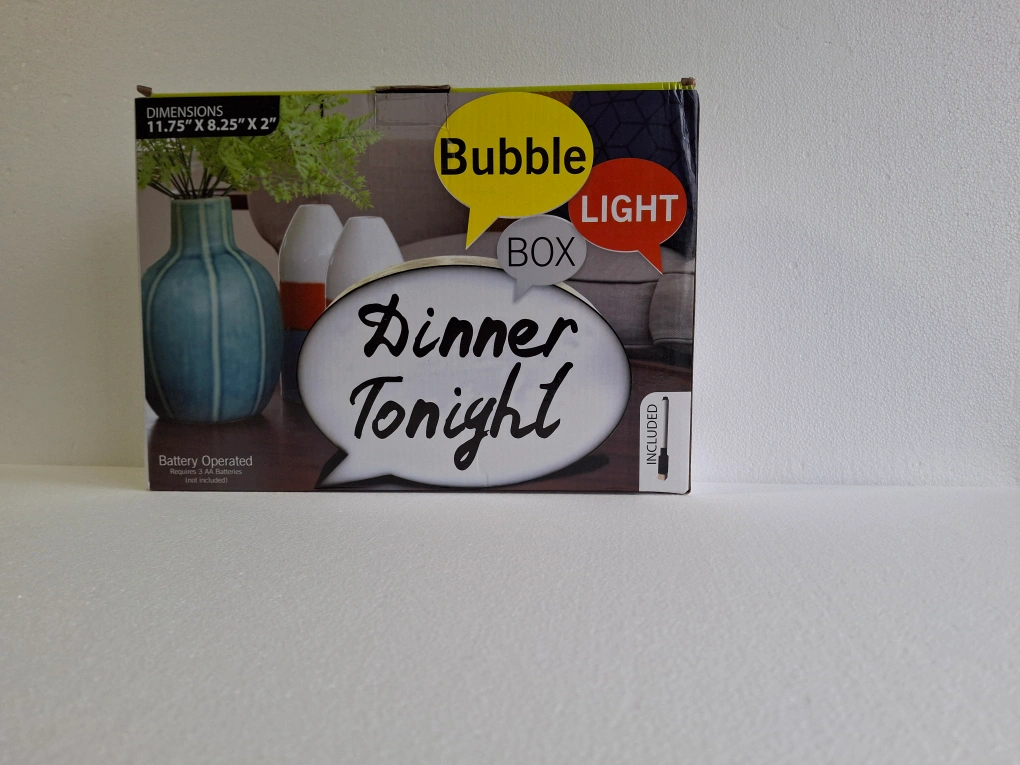 DIMENSIONS
11.75” X 8.25” X 2”
Bubble
LIGHT
BOX
Dinner
Tonight
INCLUDED
Battery Operated
Requires 3 AA Batteries
(not included)